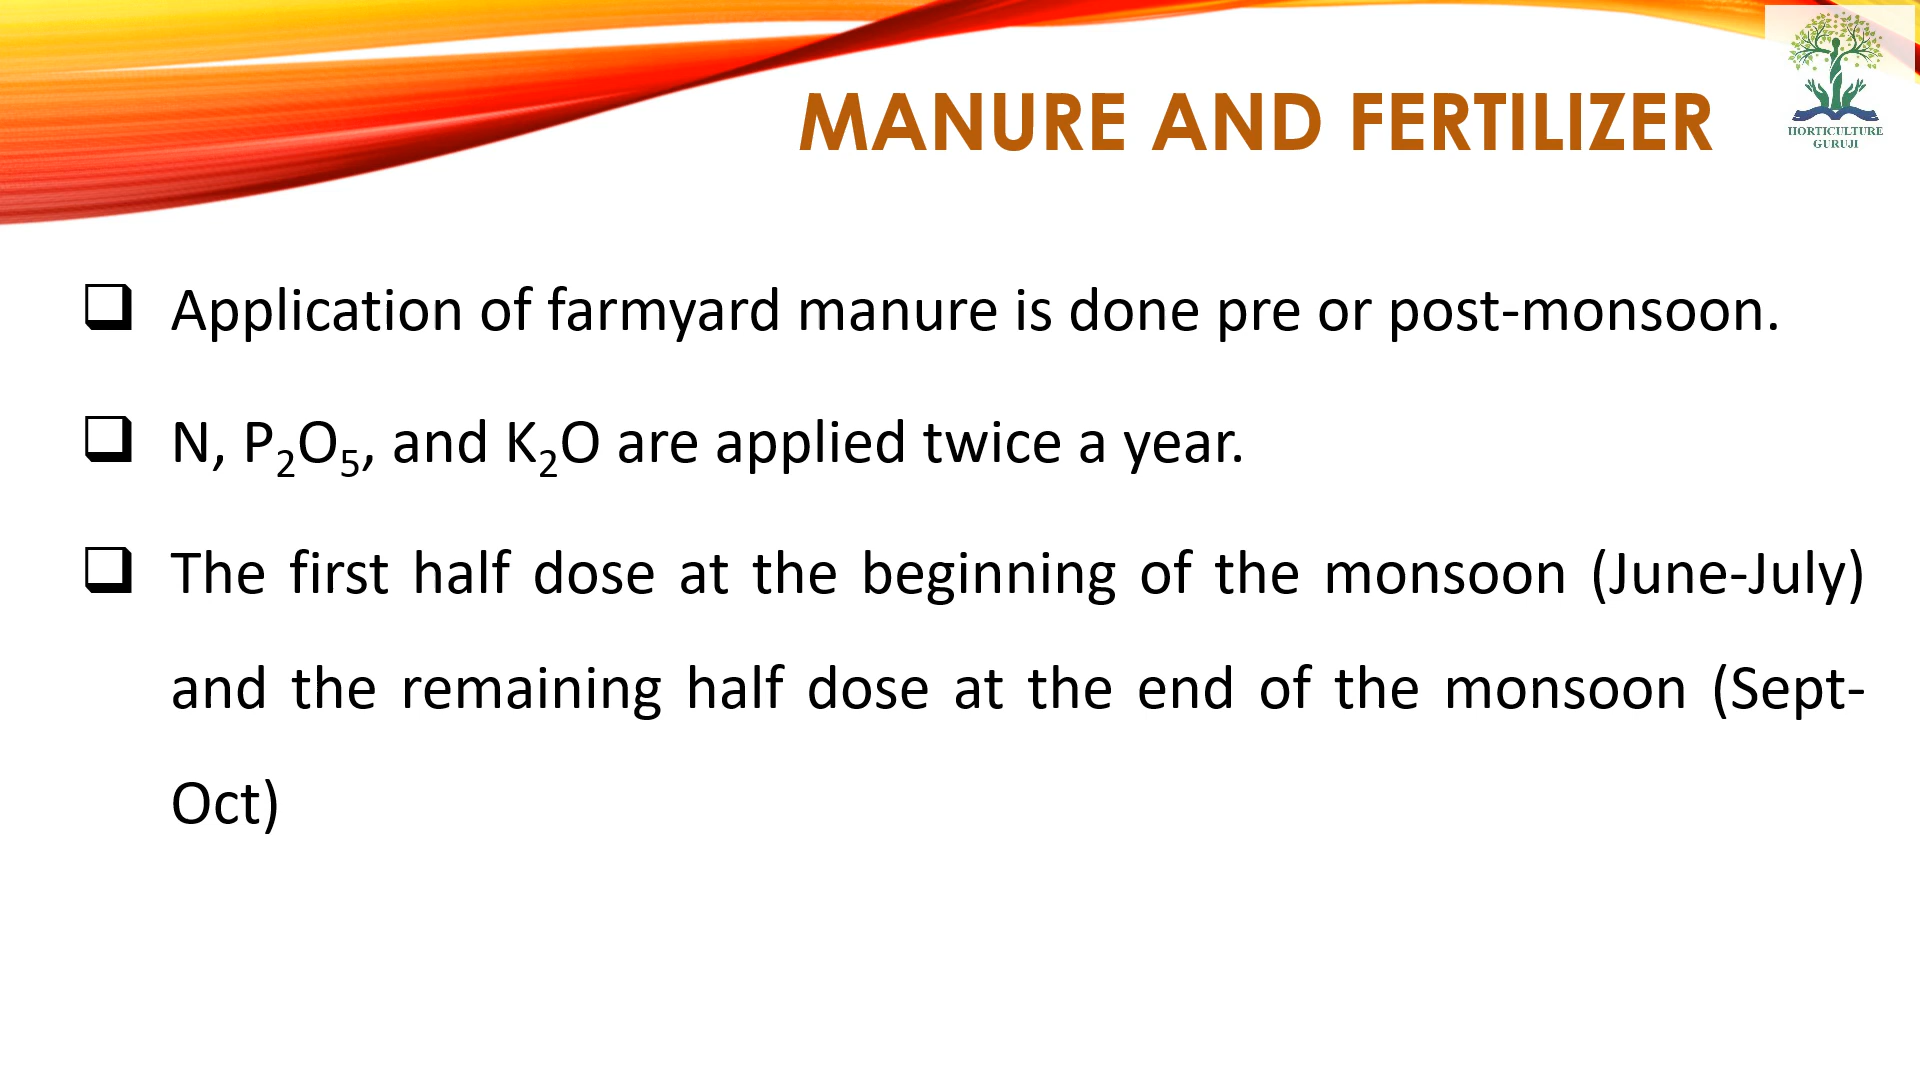 MANURE AND FERTILIZER
HORTICULTURE
GURUJI
❑ Application of farmyard manure is done pre or post-monsoon.
❑ N, P₂O₅, and K₂O are applied twice a year.
❑ The first half dose at the beginning of the monsoon (June-July)
and the remaining half dose at the end of the monsoon (Sept-
Oct)